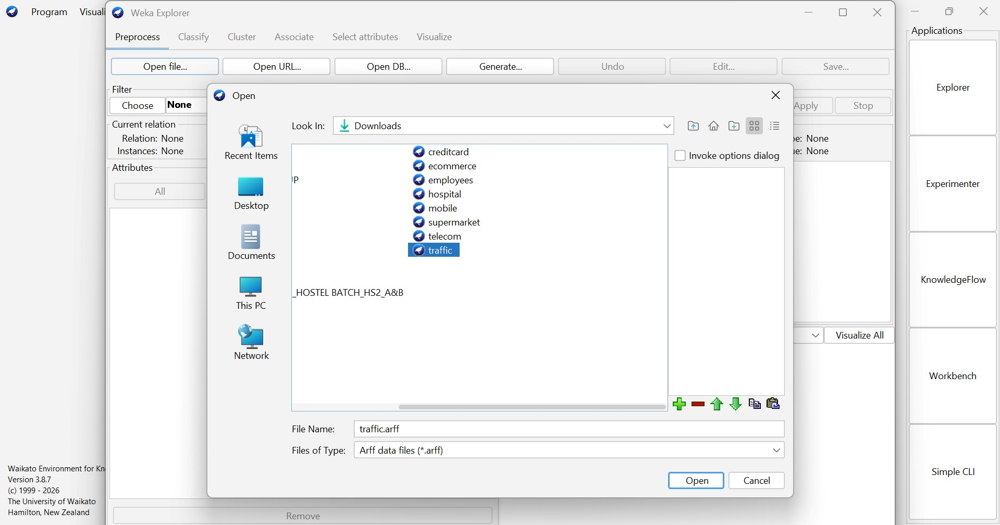 Program
Visuali
Weka Explorer
Applications
Preprocess
Classify
Cluster
Associate
Select attributes
Visualize
Open file...
Open URL...
Open DB...
Generate...
Undo
Edit...
Save...
Filter
Choose
None
Apply
Stop
Current relation
Relation: None
Instances: None
pe: None
ue: None
Attributes
All
Open
Look In:
Downloads
Recent Items
Desktop
Documents
This PC
Network
creditcard
ecommerce
employees
hospital
mobile
supermarket
telecom
traffic
JP
_HOSTEL BATCH_HS2_A&B
Invoke options dialog
File Name:
traffic.arff
Files of Type:
Arff data files (*.arff)
Open
Cancel
Visualize All
Remove
Explorer
Experimenter
KnowledgeFlow
Workbench
Simple CLI
Waikato Environment for Kn
Version 3.8.7
(c) 1999 - 2026
The University of Waikato
Hamilton, New Zealand